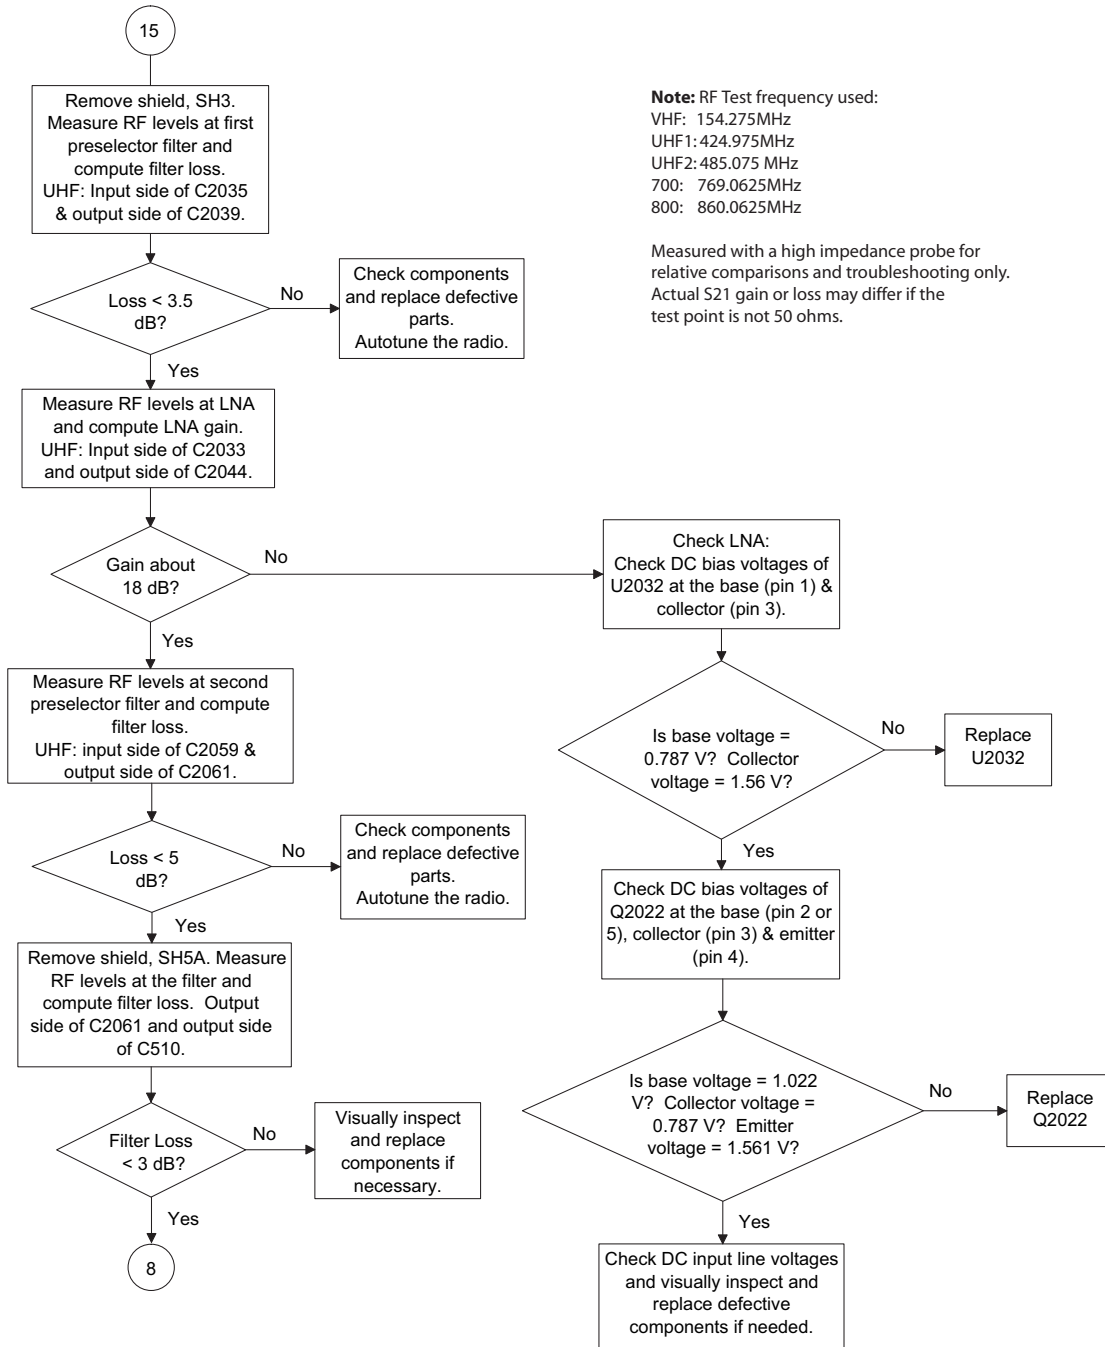 15
Remove shield, SH3.
Measure RF levels at first
preselector filter and
compute filter loss.
UHF: Input side of C2035
& output side of C2039.
Note: RF Test frequency used:
VHF: 154.275MHz
UHF1: 424.975MHz
UHF2: 485.075 MHz
700: 769.0625MHz
800: 860.0625MHz
Measured with a high impedance probe for
relative comparisons and troubleshooting only.
Actual S21 gain or loss may differ if the
test point is not 50 ohms.
Loss < 3.5
dB?
No
Check components
and replace defective
parts.
Autotune the radio.
Yes
Measure RF levels at LNA
and compute LNA gain.
UHF: Input side of C2033
and output side of C2044.
Gain about
18 dB?
No
Check LNA:
Check DC bias voltages of
U2032 at the base (pin 1) &
collector (pin 3).
Yes
Measure RF levels at second
preselector filter and compute
filter loss.
UHF: input side of C2059 &
output side of C2061.
Is base voltage =
0.787 V? Collector
voltage = 1.56 V?
No
Replace
U2032
Loss < 5
dB?
No
Check components
and replace defective
parts.
Autotune the radio.
Yes
Yes
Check DC bias voltages of
Q2022 at the base (pin 2 or
5), collector (pin 3) & emitter
(pin 4).
Remove shield, SH5A. Measure
RF levels at the filter and
compute filter loss. Output
side of C2061 and output side
of C510.
Is base voltage = 1.022
V? Collector voltage =
0.787 V? Emitter
voltage = 1.561 V?
No
Replace
Q2022
Filter Loss
< 3 dB?
No
Visually inspect
and replace
components if
necessary.
Yes
8
Yes
Check DC input line voltages
and visually inspect and
replace defective
components if needed.